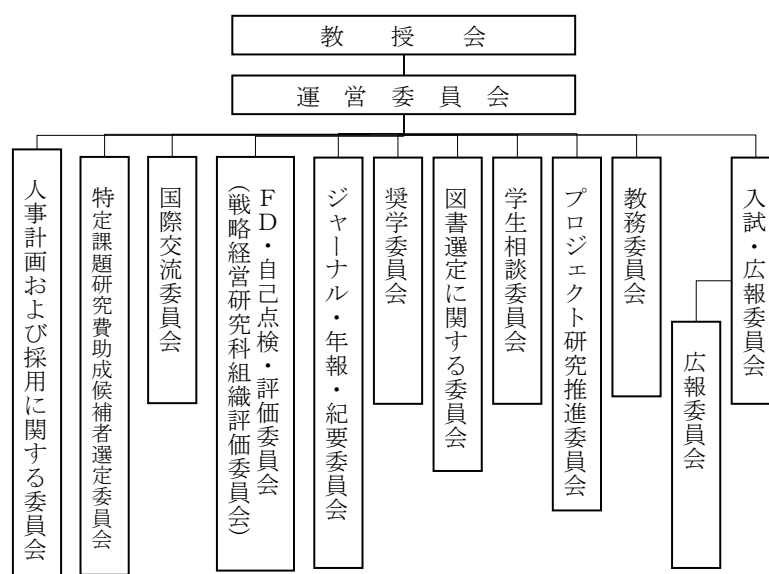 教授会
運営委員会
入試・広報委員会
広報委員会
教務委員会
プロジェクト研究推進委員会
学生相談委員会
図書選定に関する委員会
奨学委員会
ジャーナル・年報・紀要委員会
ＦＤ・自己点検・評価委員会
（戦略経営研究科組織評価委員会）
国際交流委員会
特定課題研究費助成候補者選定委員会
人事計画および採用に関する委員会